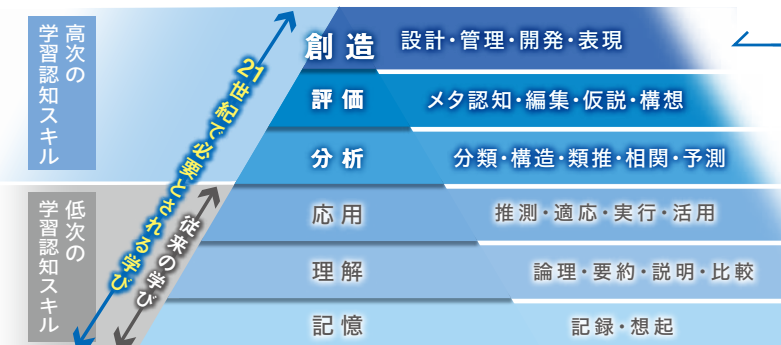 高次の
学習認知スキル
低次の
学習認知スキル
21世紀で必要とされる学び
従来の学び
創造 設計・管理・開発・表現
評価 メタ認知・編集・仮説・構想
分析 分類・構造・類推・相関・予測
応用 推測・適応・実行・活用
理解 論理・要約・説明・比較
記憶 記録・想起